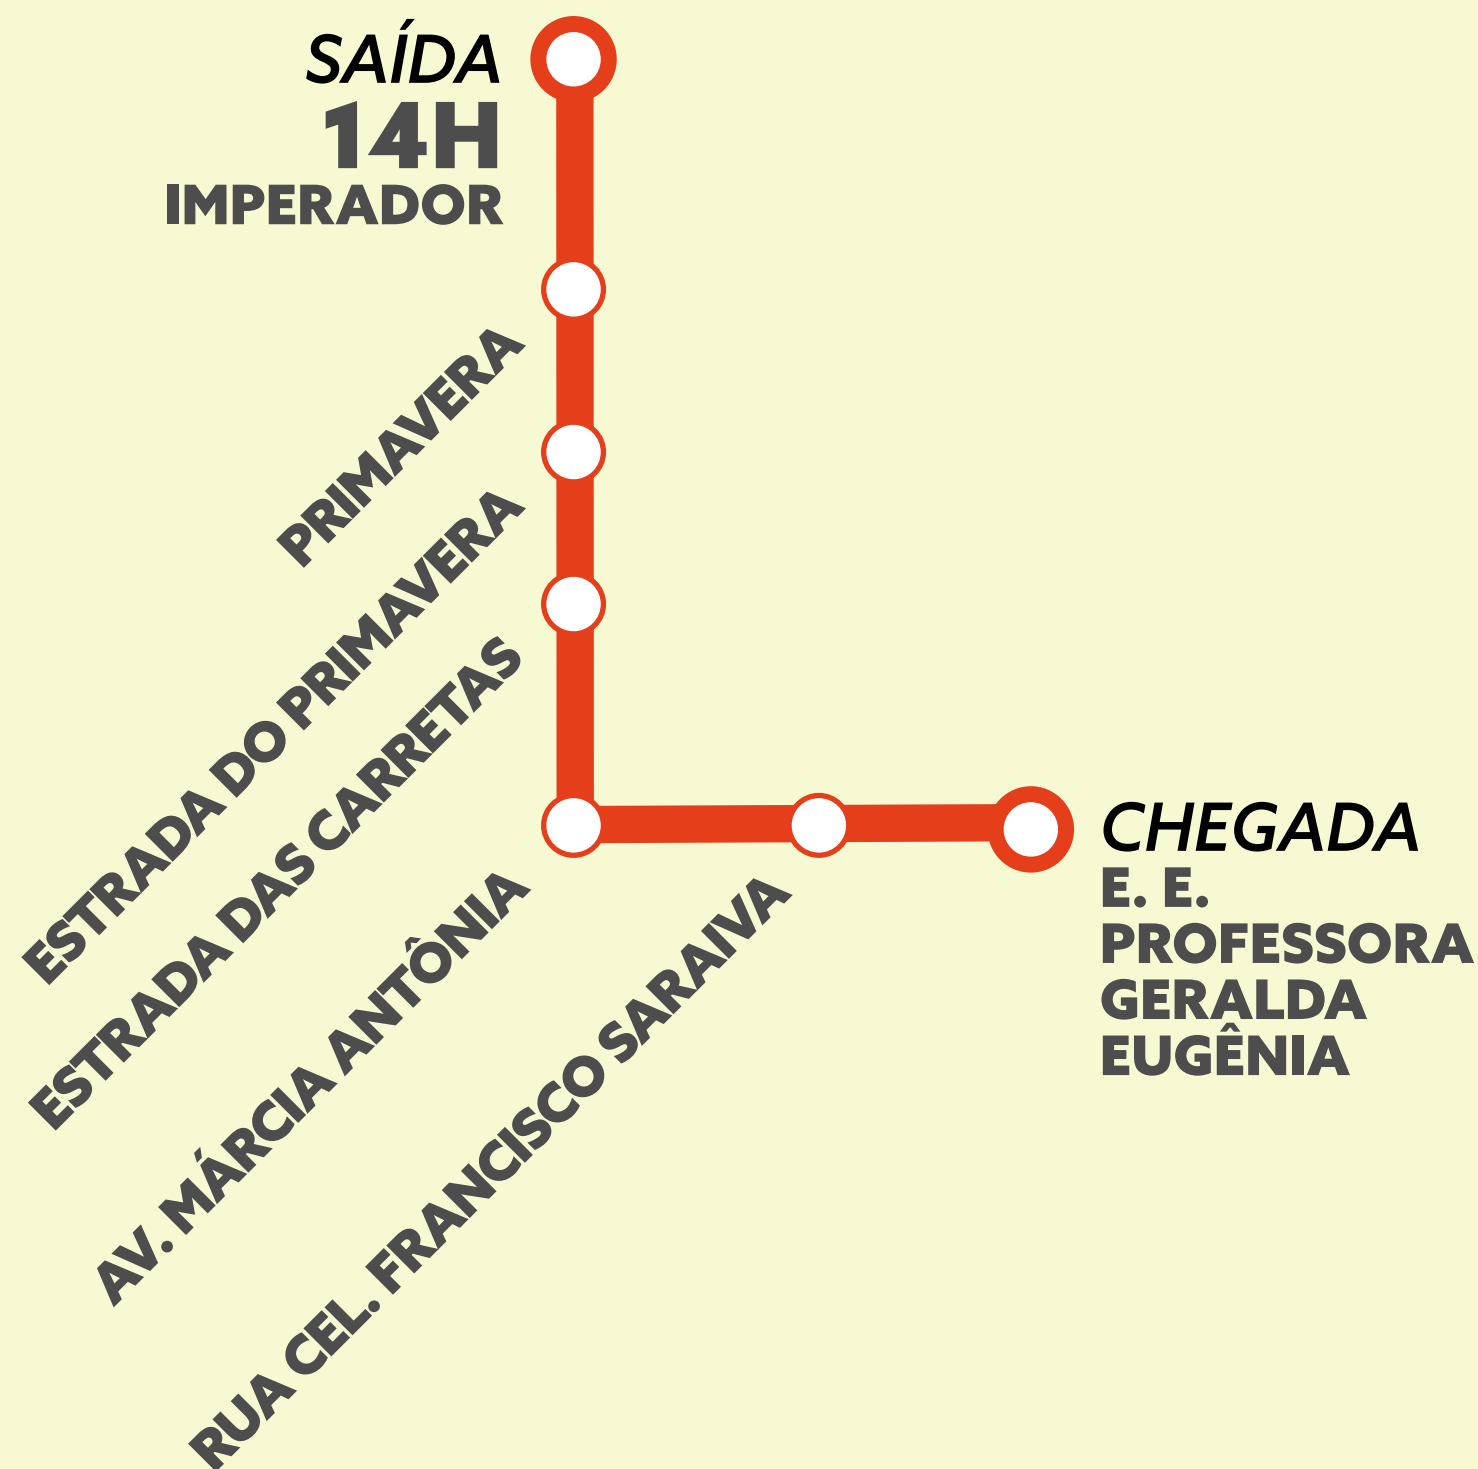 SAÍDA
14H
IMPERADOR
PRIMAVERA
ESTRADA DO PRIMAVERA
ESTRADA DAS CARRETAS
AV. MÁRCIA ANTÔNIA
RUA CEL. FRANCISCO SARAIVA
CHEGADA
E. E.
PROFESSORA
GERALDA
EUGÊNIA